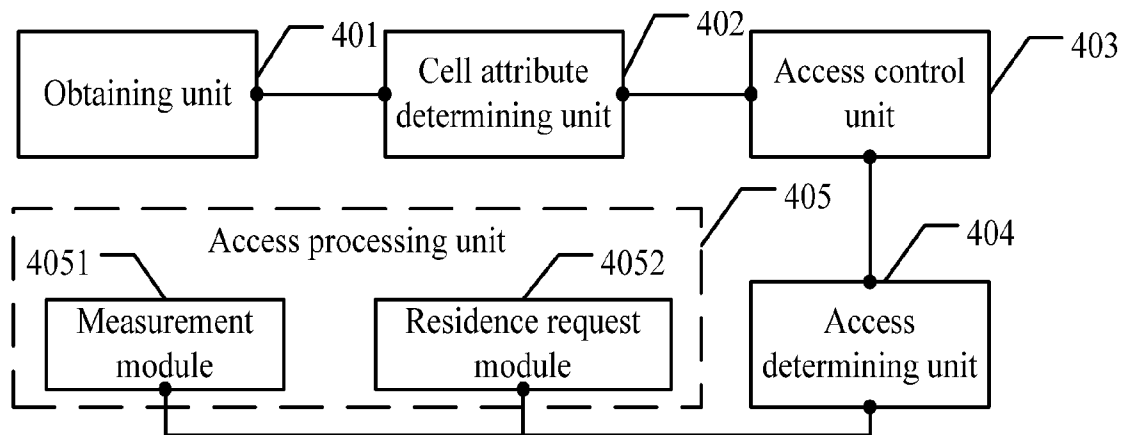 401
402
403
Obtaining unit
Cell attribute
determining unit
Access control
unit
405
Access processing unit
404
4051
4052
Measurement
module
Residence request
module
Access
determining unit